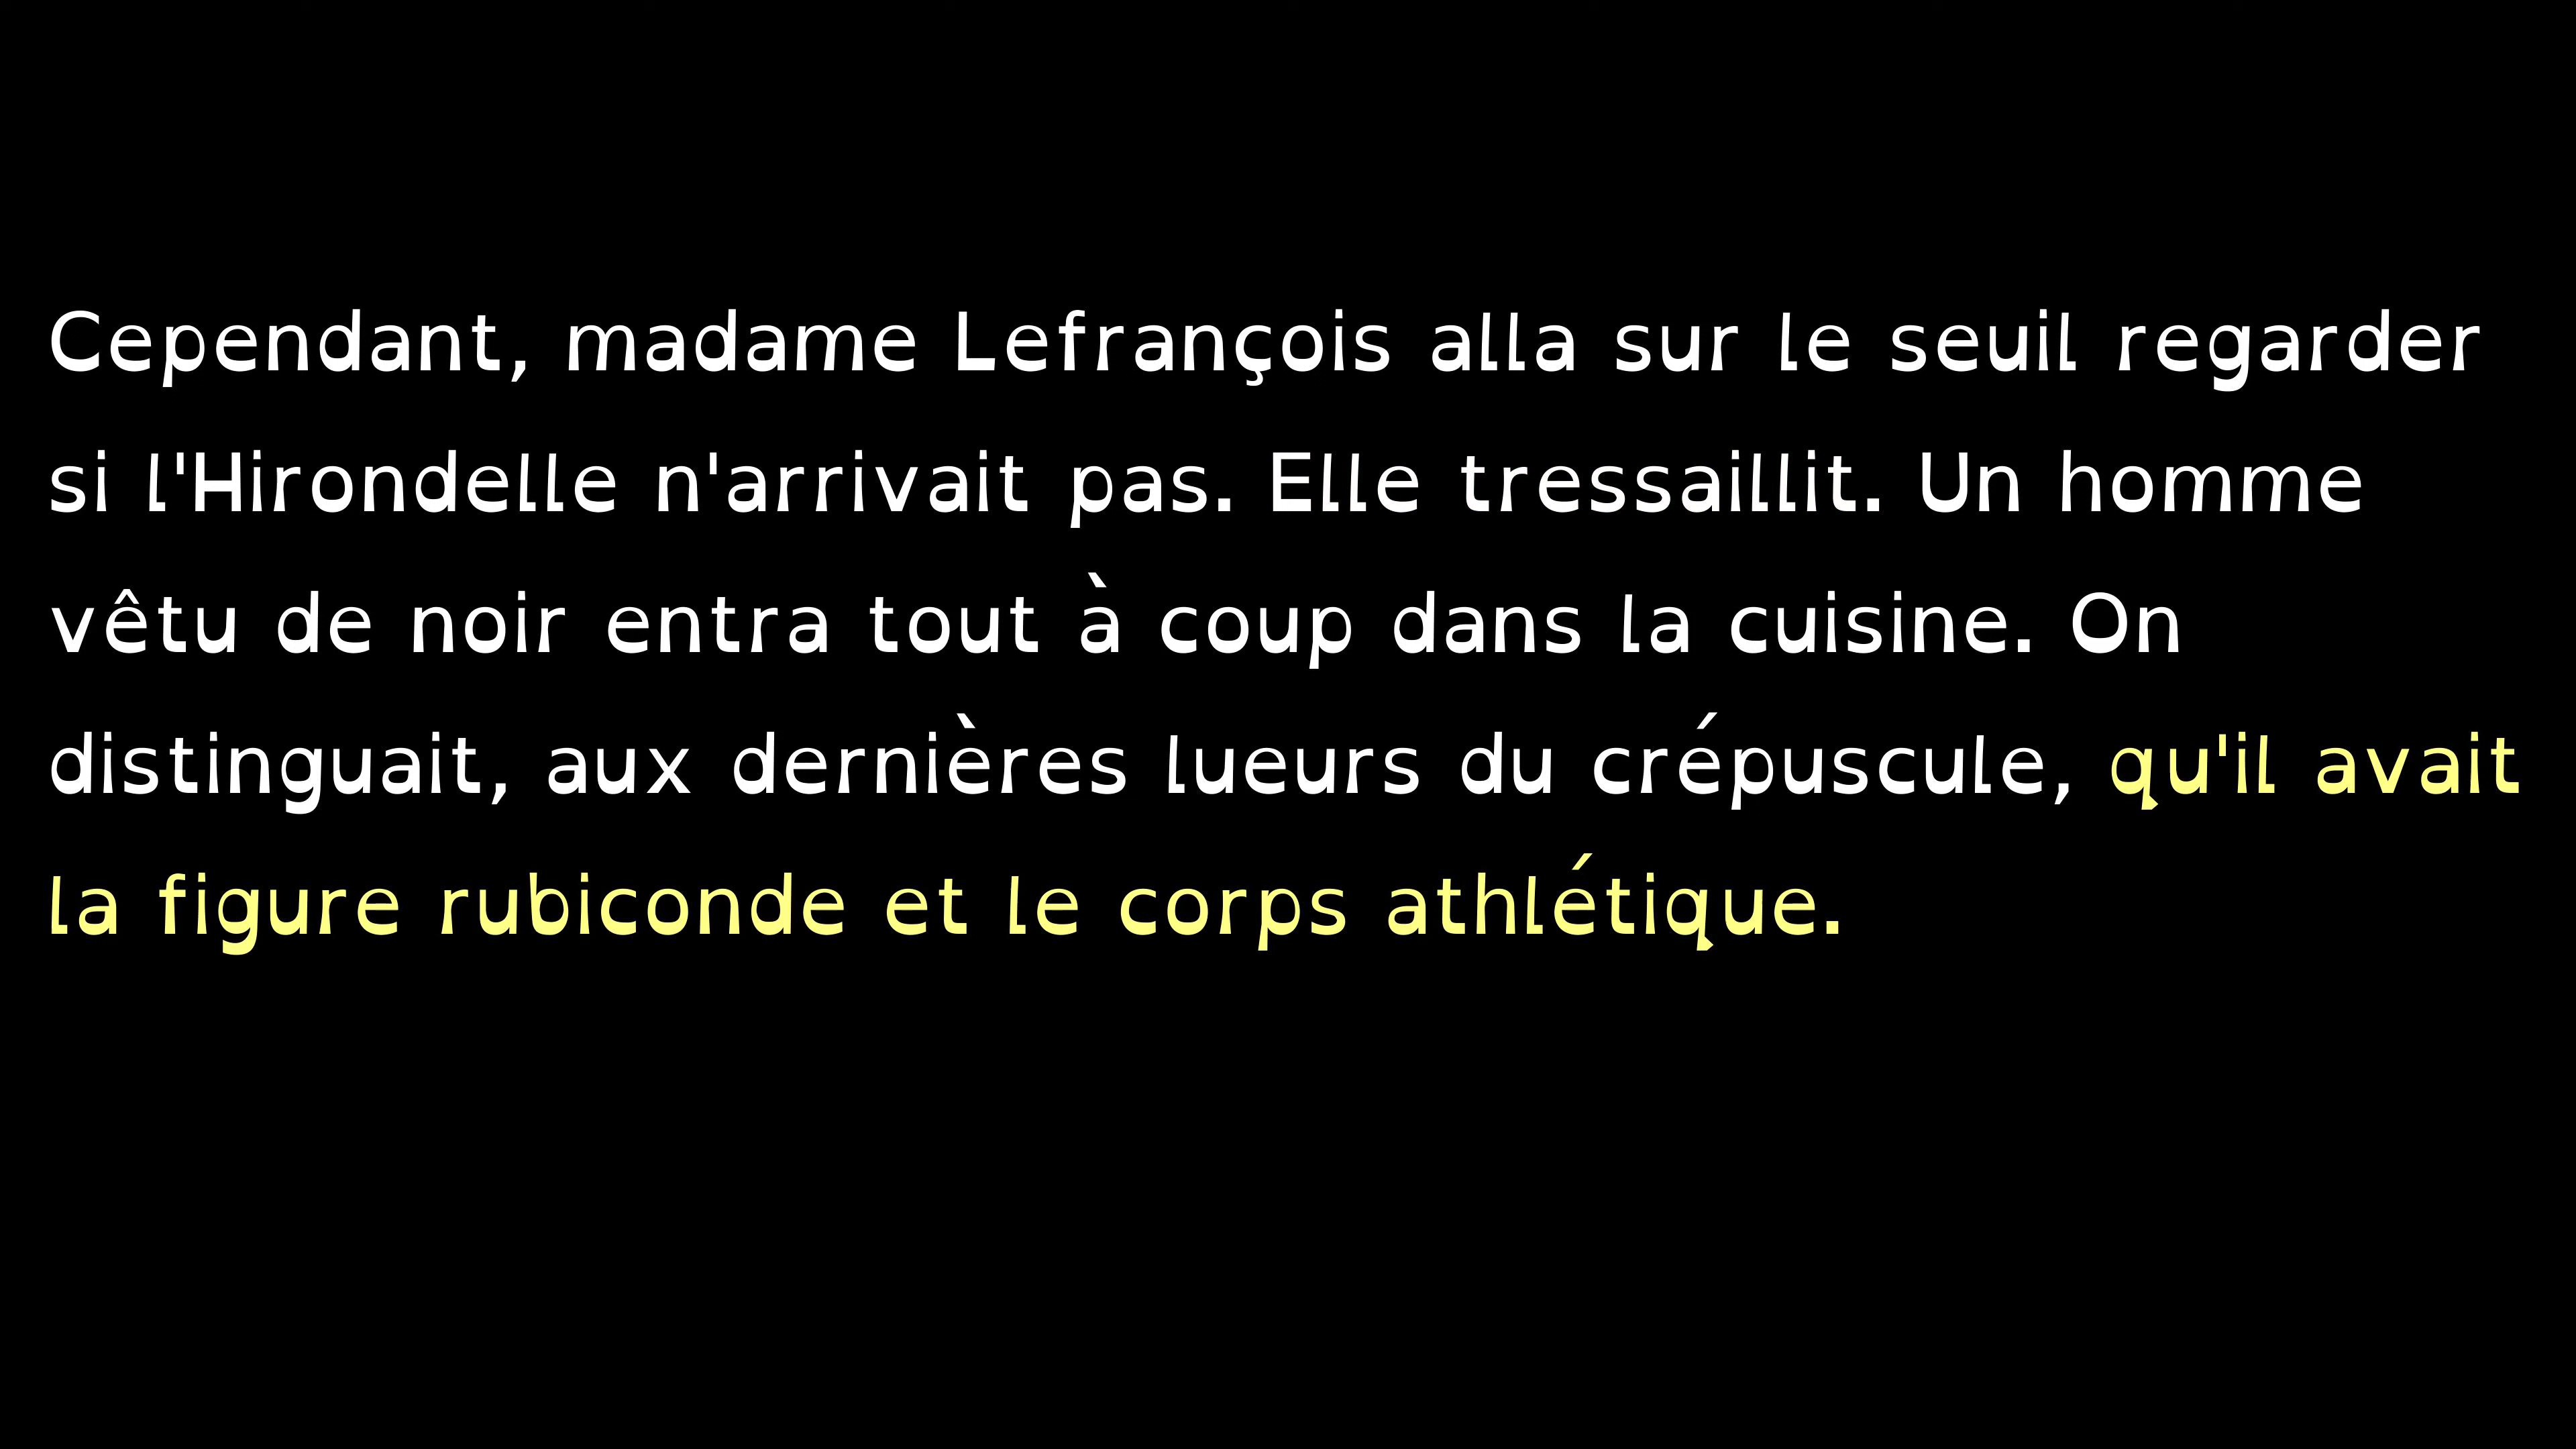 Cependant, madame Lefrançois alla sur le seuil regarder
si l'Hirondelle n'arrivait pas. Elle tressaillit. Un homme
vêtu de noir entra tout à coup dans la cuisine. On
distinguait, aux dernières lueurs du crépuscule, qu'il avait
la figure rubiconde et le corps athlétique.